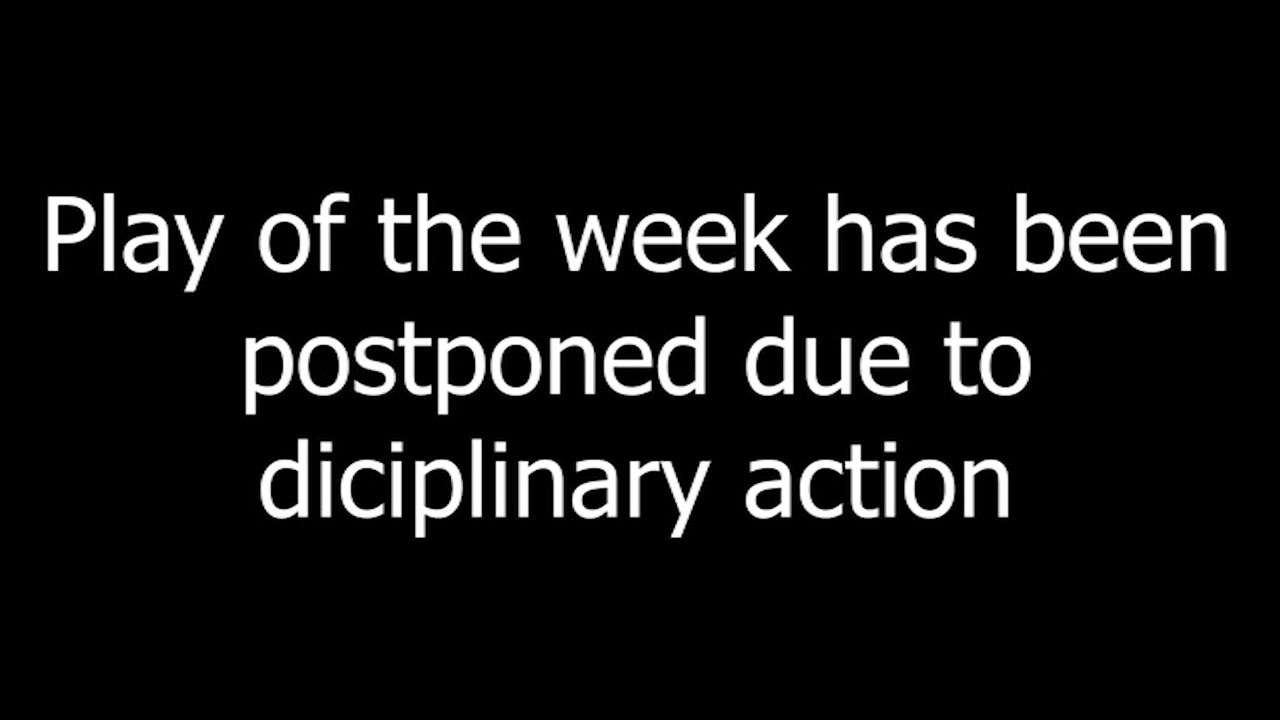 Play of the week has been
postponed due to
diciplinary action